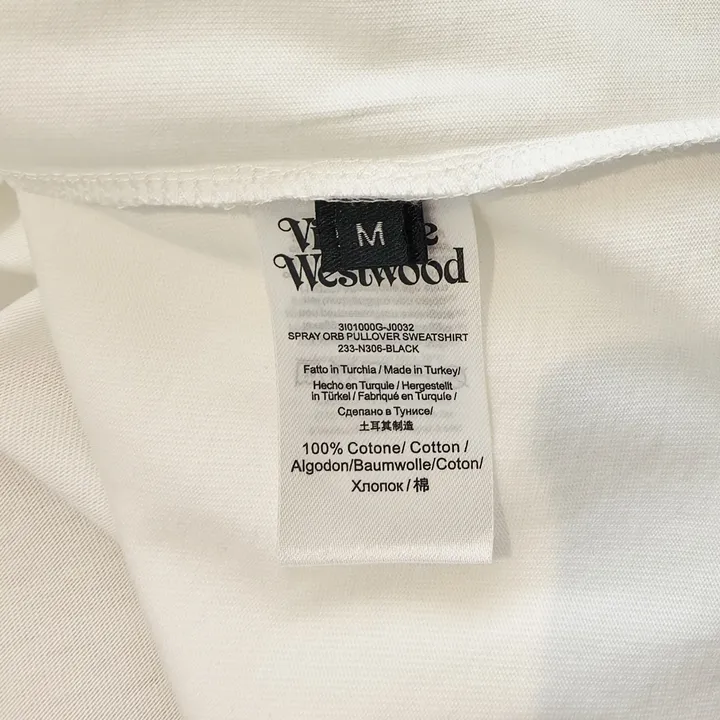 M
Westwood
3I01000G-J0032
SPRAY ORB PULLOVER SWEATSHIRT
233-N306-BLACK
Fatto in Turchia / Made in Turkey/
Hecho en Turquie / Hergestellt
in Türkel / Fabriqué en Turquie /
Сдепано в Тунисе/
土耳其制造
100% Cotone/ Cotton /
Algodon/Baumwolle/Coton/
Хлопок / 棉